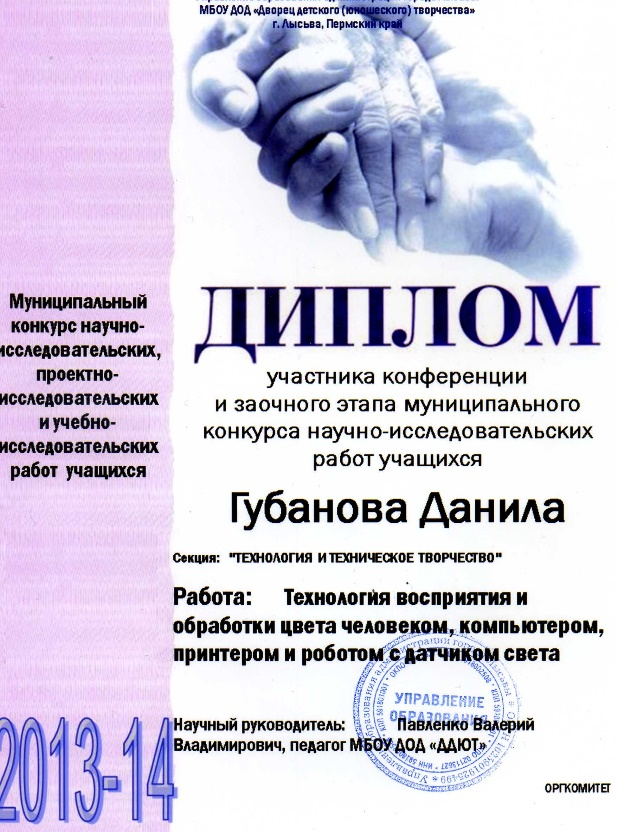 МБОУ ДОД «Дворец детского (юношеского) творчества»
г. Лысьва, Пермский край
ДИПЛОМ
участника конференции
и заочного этапа муниципального
конкурса научно-исследовательских
работ учащихся
Муниципальный
конкурс научно-
исследовательских,
проектно-
исследовательских
и учебно-
исследовательских
работ учащихся
Губанова Данила
Секция: "ТЕХНОЛОГИЯ И ТЕХНИЧЕСКОЕ ТВОРЧЕСТВО"
Работа: Технология восприятия и
обработки цвета человеком, компьютером,
принтером и роботом с датчиком света
УПРАВЛЕНИЕ
ОБРАЗОВАНИЯ
Научный руководитель: Павленко Валерий
Владимирович, педагог МБОУ ДОД «ДДЮТ»
2013-14
ОРГКОМИТЕТ